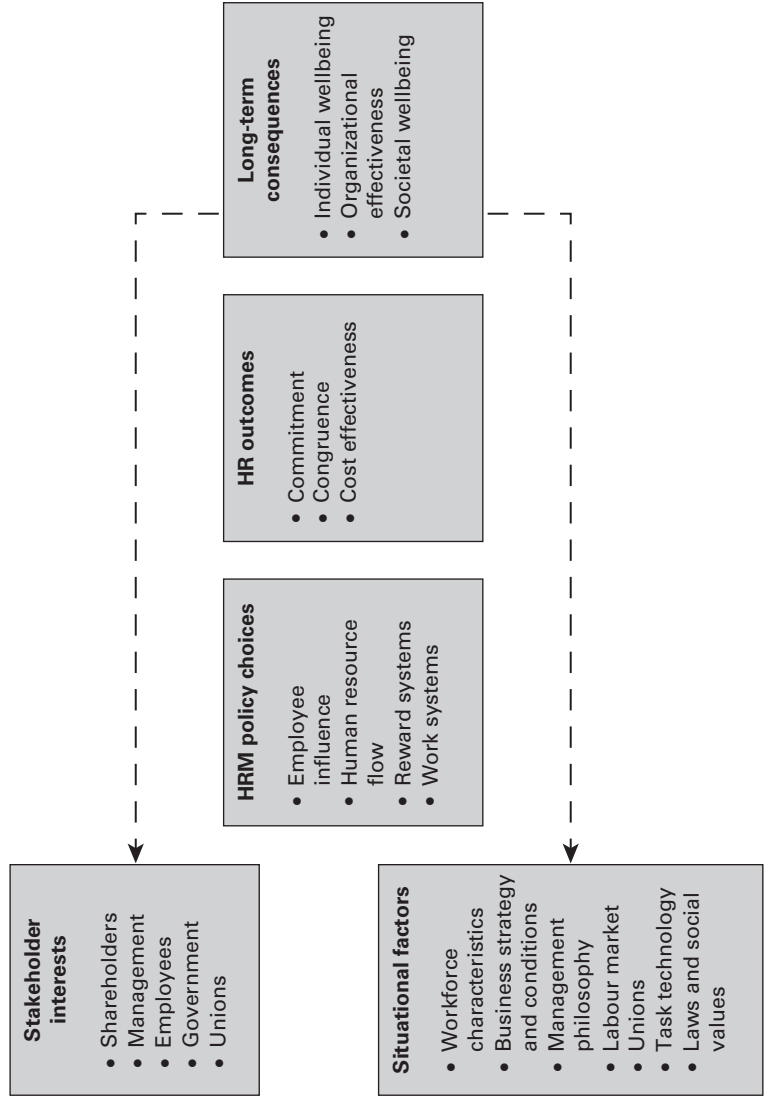 Stakeholder
interests
• Shareholders
• Management
• Employees
• Government
• Unions
Situational factors
• Workforce
characteristics
• Business strategy
and conditions
• Management
philosophy
• Labour market
• Unions
• Task technology
• Laws and social
values
HRM policy choices
• Employee
influence
• Human resource
flow
• Reward systems
• Work systems
HR outcomes
• Commitment
• Congruence
• Cost effectiveness
Long-term
consequences
• Individual wellbeing
• Organizational
effectiveness
• Societal wellbeing